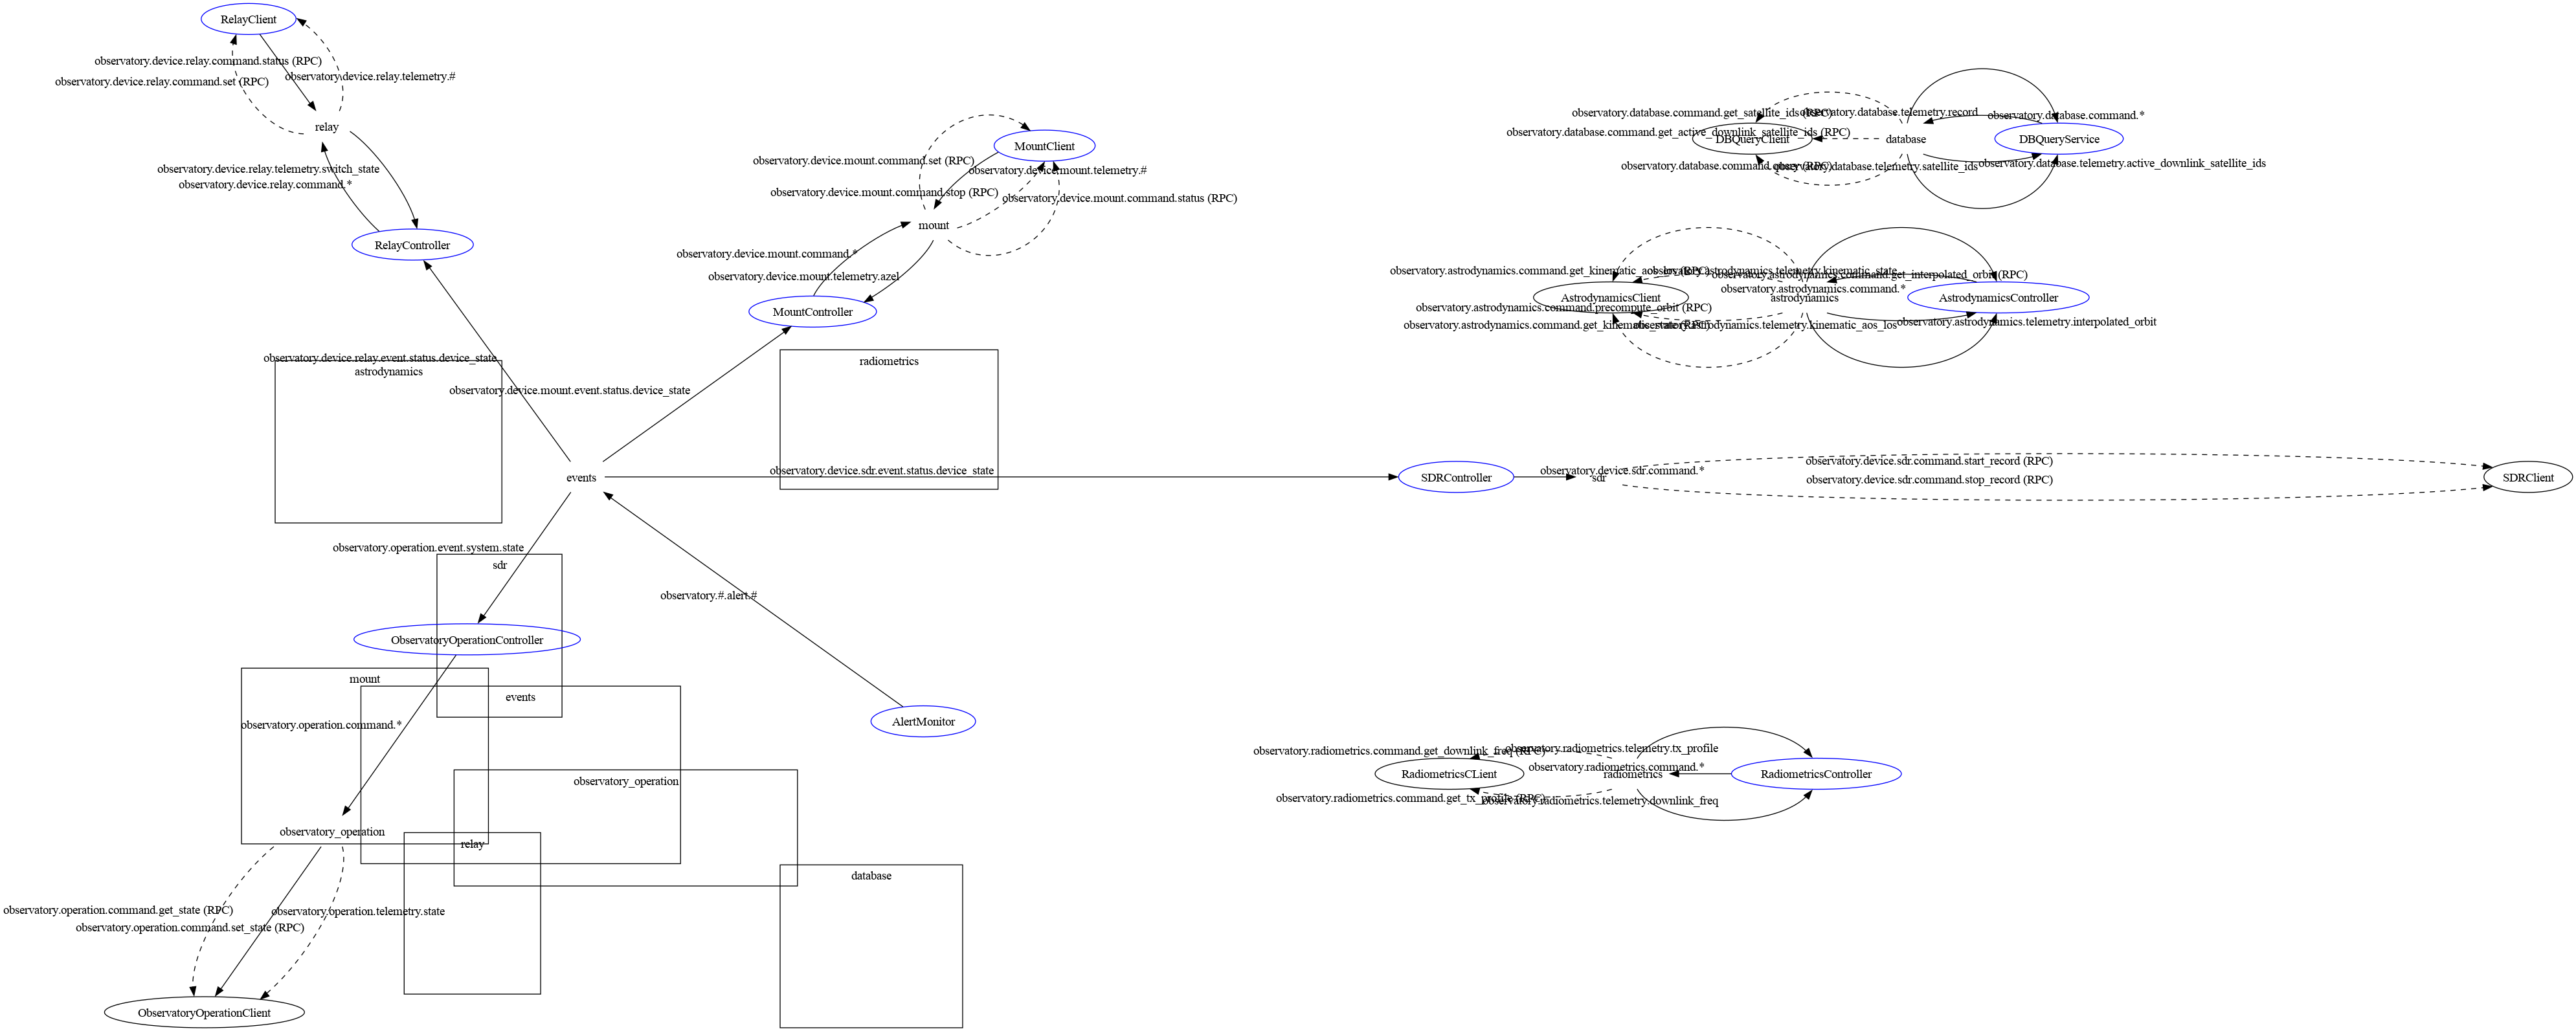 RelayClient
observatory.device.relay.command.status (RPC)
observatory.device.relay.telemetry.#
observatory.device.relay.command.set (RPC)
relay
observatory.device.relay.telemetry.switch_state
observatory.device.relay.command.*
RelayController
MountClient
observatory.device.mount.command.set (RPC)
observatory.device.mount.telemetry.#
observatory.device.mount.command.stop (RPC)
observatory.device.mount.command.status (RPC)
mount
observatory.device.mount.command.*
observatory.device.mount.telemetry.azel
MountController
observatory.database.command.get_satellite_ids (RPC)
observatory.database.telemetry.record
observatory.database.command.*
observatory.database.command.get_active_downlink_satellite_ids (RPC)
DBQueryClient
database
DBQueryService
observatory.database.command.query (RPC)
observatory.database.telemetry.satellite_ids
observatory.database.telemetry.active_downlink_satellite_ids
observatory.astrodynamics.command.get_kinematic_aos_los (RPC)
observatory.astrodynamics.telemetry.kinematic_state
observatory.astrodynamics.command.get_interpolated_orbit (RPC)
observatory.astrodynamics.command.*
AstrodynamicsClient
astrodynamics
AstrodynamicsController
observatory.astrodynamics.command.precompute_orbit (RPC)
observatory.astrodynamics.command.get_kinematic_state (RPC)
observatory.astrodynamics.telemetry.kinematic_aos_los
observatory.astrodynamics.telemetry.interpolated_orbit
observatory.device.relay.event.status.device_state
astrodynamics
radiometrics
observatory.device.mount.event.status.device_state
events
observatory.device.sdr.event.status.device_state
SDRController
observatory.device.sdr.command.*
sdr
observatory.device.sdr.command.start_record (RPC)
observatory.device.sdr.command.stop_record (RPC)
SDRClient
observatory.operation.event.system.state
sdr
observatory.#.alert.#
ObservatoryOperationController
mount
events
observatory.operation.command.*
AlertMonitor
observatory_operation
observatory.radiometrics.command.get_downlink_freq (RPC)
observatory.radiometrics.telemetry.tx_profile
observatory.radiometrics.command.*
RadiometricsCLient
radiometrics
RadiometricsController
observatory.radiometrics.command.get_tx_profile (RPC)
observatory.radiometrics.telemetry.downlink_freq
observatory_operation
relay
database
observatory.operation.command.get_state (RPC)
observatory.operation.telemetry.state
observatory.operation.command.set_state (RPC)
ObservatoryOperationClient